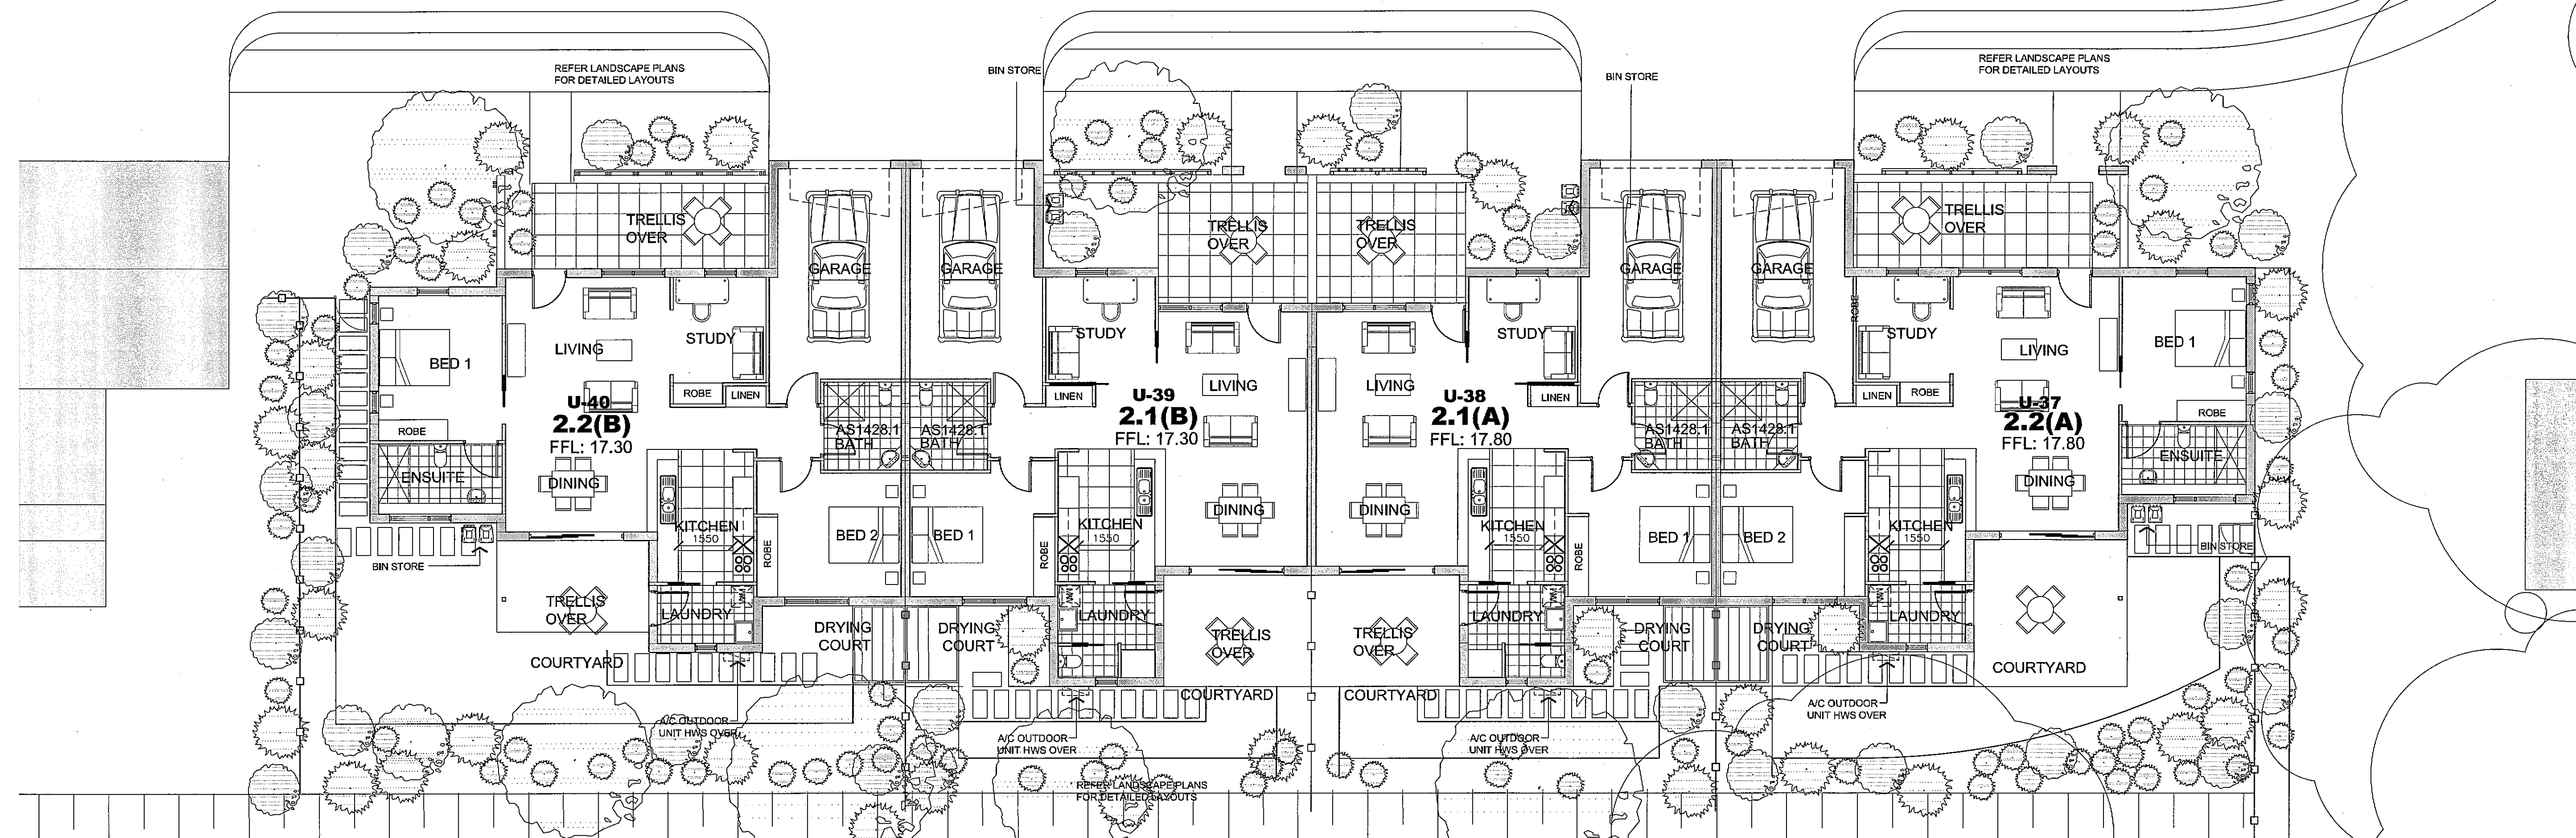 REFER LANDSCAPE PLANS
FOR DETAILED LAYOUTS
BIN STORE
BIN STORE
REFER LANDSCAPE PLANS
FOR DETAILED LAYOUTS
TRELLIS
OVER
TRELLIS
OVER
TRELLIS
OVER
TRELLIS
OVER
GARAGE
GARAGE
GARAGE
GARAGE
BED 1
LIVING
STUDY
ROBE
LINEN
ROBE
U-40
2.2(B)
FFL: 17.30
ENSUITE
DINING
AS1428.1
BATH
AS1428.1
BATH
KITCHEN
1550
BED 2
ROBE
BIN STORE
TRELLIS
OVER
LAUNDRY
DRYING
COURT
COURTYARD
A/C OUTDOOR
UNIT HWS OVER
STUDY
LINEN
LIVING
U-39
2.1(B)
FFL: 17.30
BED 1
ROBE
KITCHEN
1550
DINING
DRYING
COURT
LAUNDRY
TRELLIS
OVER
COURTYARD
A/C OUTDOOR
UNIT HWS OVER
REFER LANDSCAPE PLANS
FOR DETAILED LAYOUTS
STUDY
LIVING
LINEN
U-38
2.1(A)
FFL: 17.80
AS1428.1
BATH
DINING
KITCHEN
1550
ROBE
BED 1
TRELLIS
OVER
LAUNDRY
DRYING
COURT
COURTYARD
A/C OUTDOOR
UNIT HWS OVER
ROBE
STUDY
LIVING
BED 1
LINEN
ROBE
ROBE
U-37
2.2(A)
FFL: 17.80
AS1428.1
BATH
ENSUITE
DINING
BED 2
KITCHEN
1550
BIN STORE
DRYING
COURT
LAUNDRY
COURTYARD
A/C OUTDOOR
UNIT HWS OVER